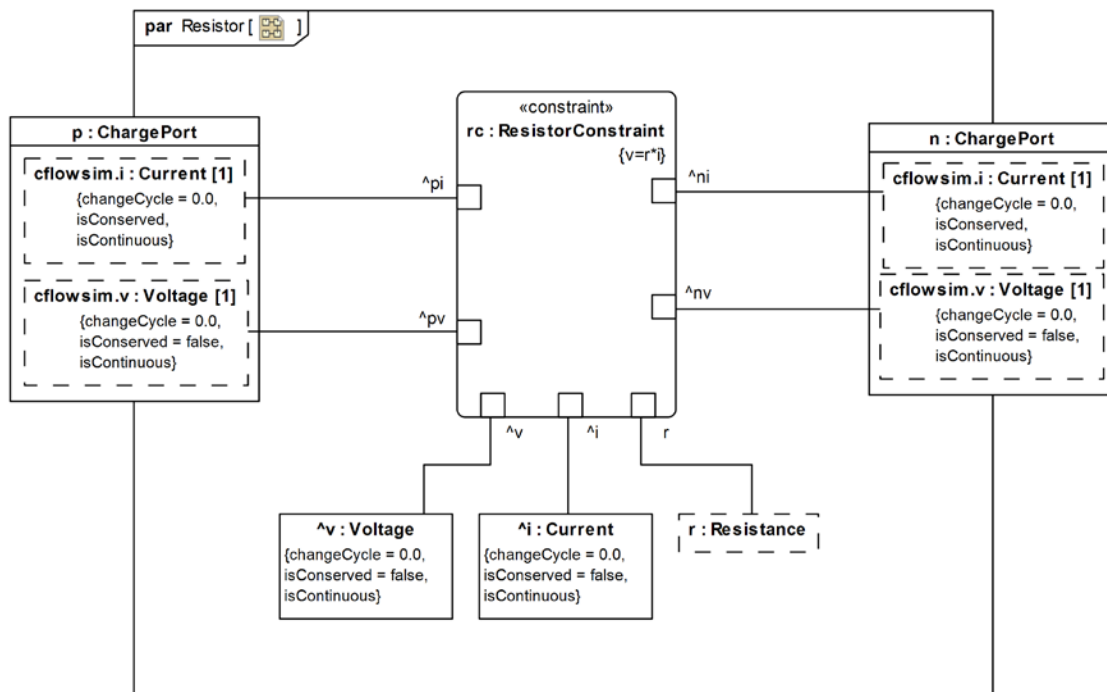 par Resistor [ ]
«constraint»
rc : ResistorConstraint
{v=r*i}
p : ChargePort
cflowsim.i : Current [1]
{changeCycle = 0.0,
isConserved,
isContinuous}
cflowsim.v : Voltage [1]
{changeCycle = 0.0,
isConserved = false,
isContinuous}
^pi
^pv
^ni
^nv
n : ChargePort
cflowsim.i : Current [1]
{changeCycle = 0.0,
isConserved,
isContinuous}
cflowsim.v : Voltage [1]
{changeCycle = 0.0,
isConserved = false,
isContinuous}
^v
^i
r
^v : Voltage
{changeCycle = 0.0,
isConserved = false,
isContinuous}
^i : Current
{changeCycle = 0.0,
isConserved = false,
isContinuous}
r : Resistance